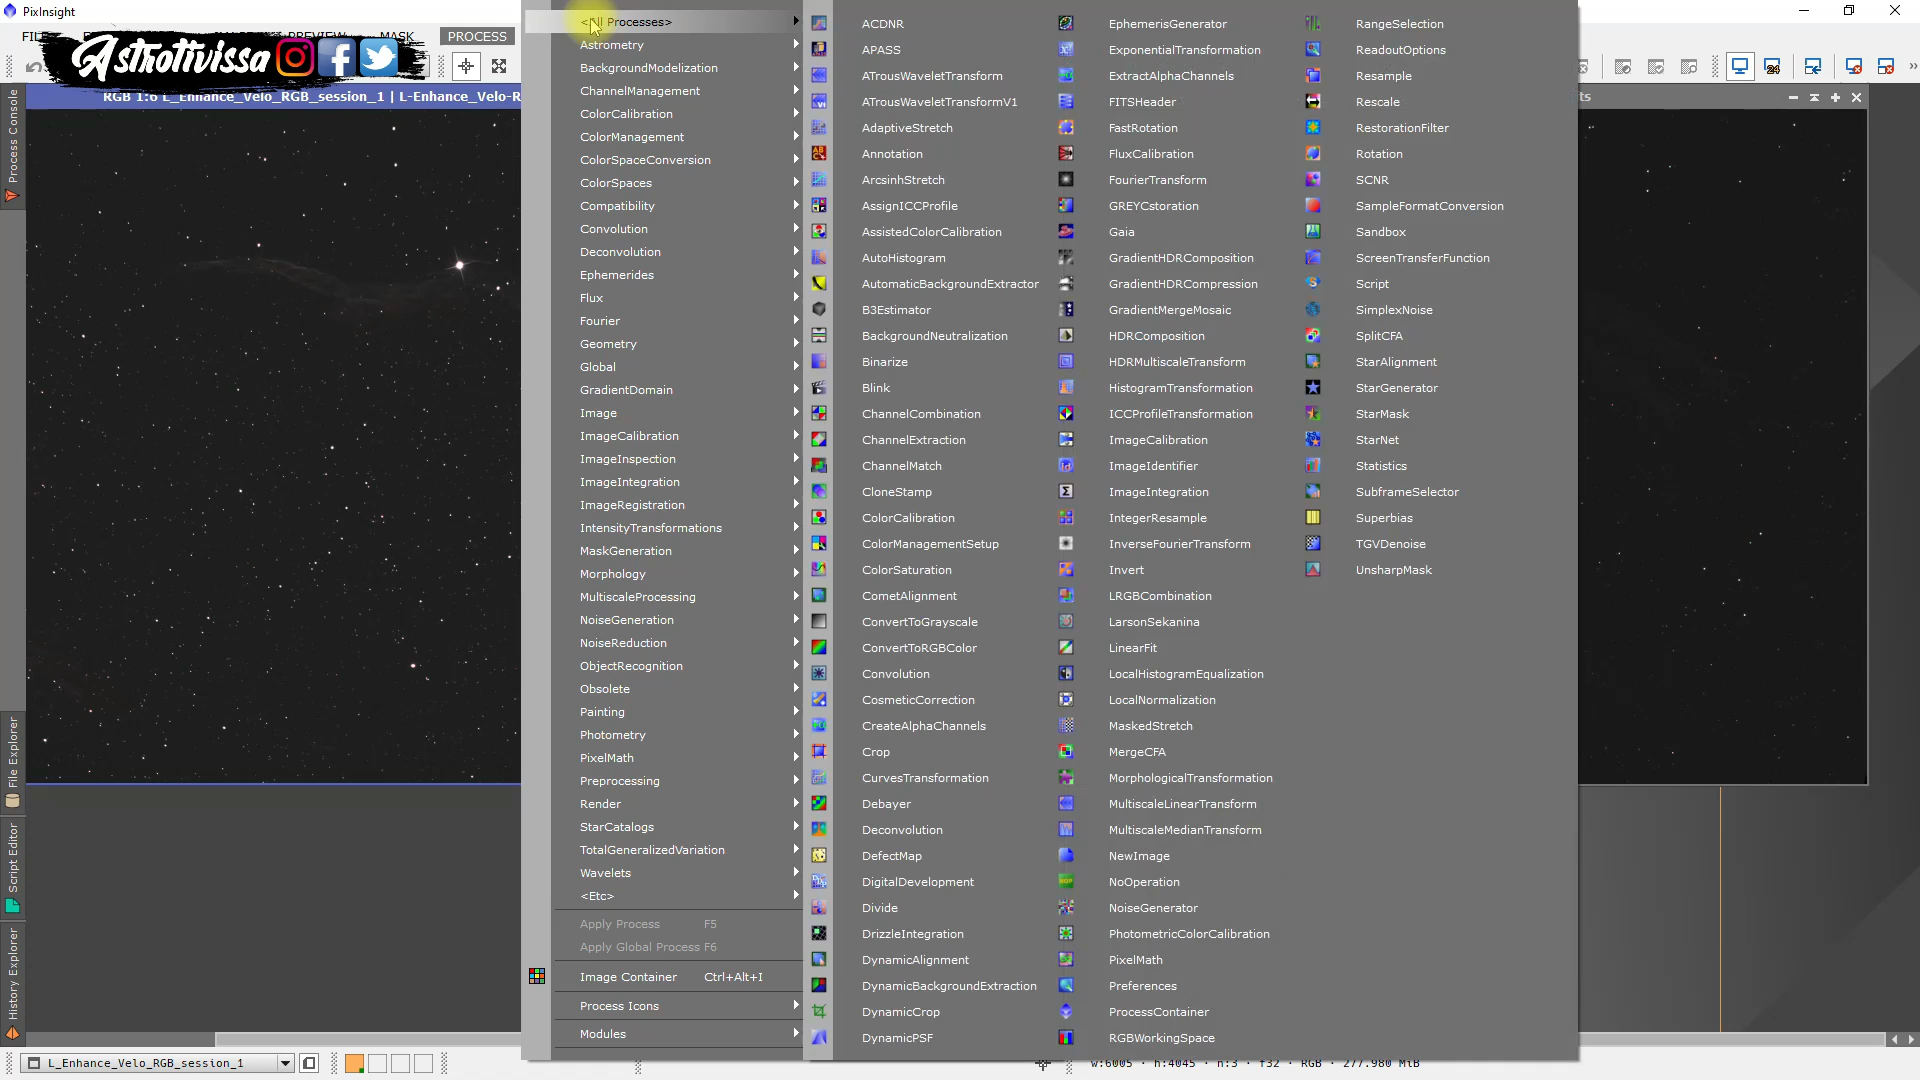 PixInsight
MASK
PROCESS
Astrotivissa
RGB 1:6 L_Enhance_Velo_RGB_session_1 | L-Enhance_Velo-R
Process Console
File Explorer
Script Editor
History Explorer
<All Processes>
Astrometry
BackgroundModelization
ChannelManagement
ColorCalibration
ColorManagement
ColorSpaceConversion
ColorSpaces
Compatibility
Convolution
Deconvolution
Ephemerides
Flux
Fourier
Geometry
Global
GradientDomain
Image
ImageCalibration
ImageInspection
ImageIntegration
ImageRegistration
IntensityTransformations
MaskGeneration
Morphology
MultiscaleProcessing
NoiseGeneration
NoiseReduction
ObjectRecognition
Obsolete
Painting
Photometry
PixelMath
Preprocessing
Render
StarCatalogs
TotalGeneralizedVariation
Wavelets
<Etc>
Apply Process F5
Apply Global Process F6
Image Container Ctrl+Alt+I
Process Icons
Modules
ACDNR
APASS
ATrousWaveletTransform
ATrousWaveletTransformV1
AdaptiveStretch
Annotation
ArcsinhStretch
AssignICCProfile
AssistedColorCalibration
AutoHistogram
AutomaticBackgroundExtractor
B3Estimator
BackgroundNeutralization
Binarize
Blink
ChannelCombination
ChannelExtraction
ChannelMatch
CloneStamp
ColorCalibration
ColorManagementSetup
ColorSaturation
CometAlignment
ConvertToGrayscale
ConvertToRGBColor
Convolution
CosmeticCorrection
CreateAlphaChannels
Crop
CurvesTransformation
Debayer
Deconvolution
DefectMap
DigitalDevelopment
Divide
DrizzleIntegration
DynamicAlignment
DynamicBackgroundExtraction
DynamicCrop
DynamicPSF
EphemerisGenerator
ExponentialTransformation
ExtractAlphaChannels
FITSHeader
FastRotation
FluxCalibration
FourierTransform
GREYCstoration
Gaia
GradientHDRComposition
GradientHDRCompression
GradientMergeMosaic
HDRComposition
HDRMultiscaleTransform
HistogramTransformation
ICCProfileTransformation
ImageCalibration
ImageIdentifier
ImageIntegration
IntegerResample
InverseFourierTransform
Invert
LRGBCombination
LarsonSekanina
LinearFit
LocalHistogramEqualization
LocalNormalization
MaskedStretch
MergeCFA
MorphologicalTransformation
MultiscaleLinearTransform
MultiscaleMedianTransform
NewImage
NoOperation
NoiseGenerator
PhotometricColorCalibration
PixelMath
Preferences
ProcessContainer
RGBWorkingSpace
RangeSelection
ReadoutOptions
Resample
Rescale
RestorationFilter
Rotation
SCNR
SampleFormatConversion
Sandbox
ScreenTransferFunction
Script
SimplexNoise
SplitCFA
StarAlignment
StarGenerator
StarMask
StarNet
Statistics
SubframeSelector
Superbias
TGVDenoise
UnsharpMask
L_Enhance_Velo_RGB_session_1
w:6005 · h:4045 · n:3 · f32 · RGB · 277.980 MiB